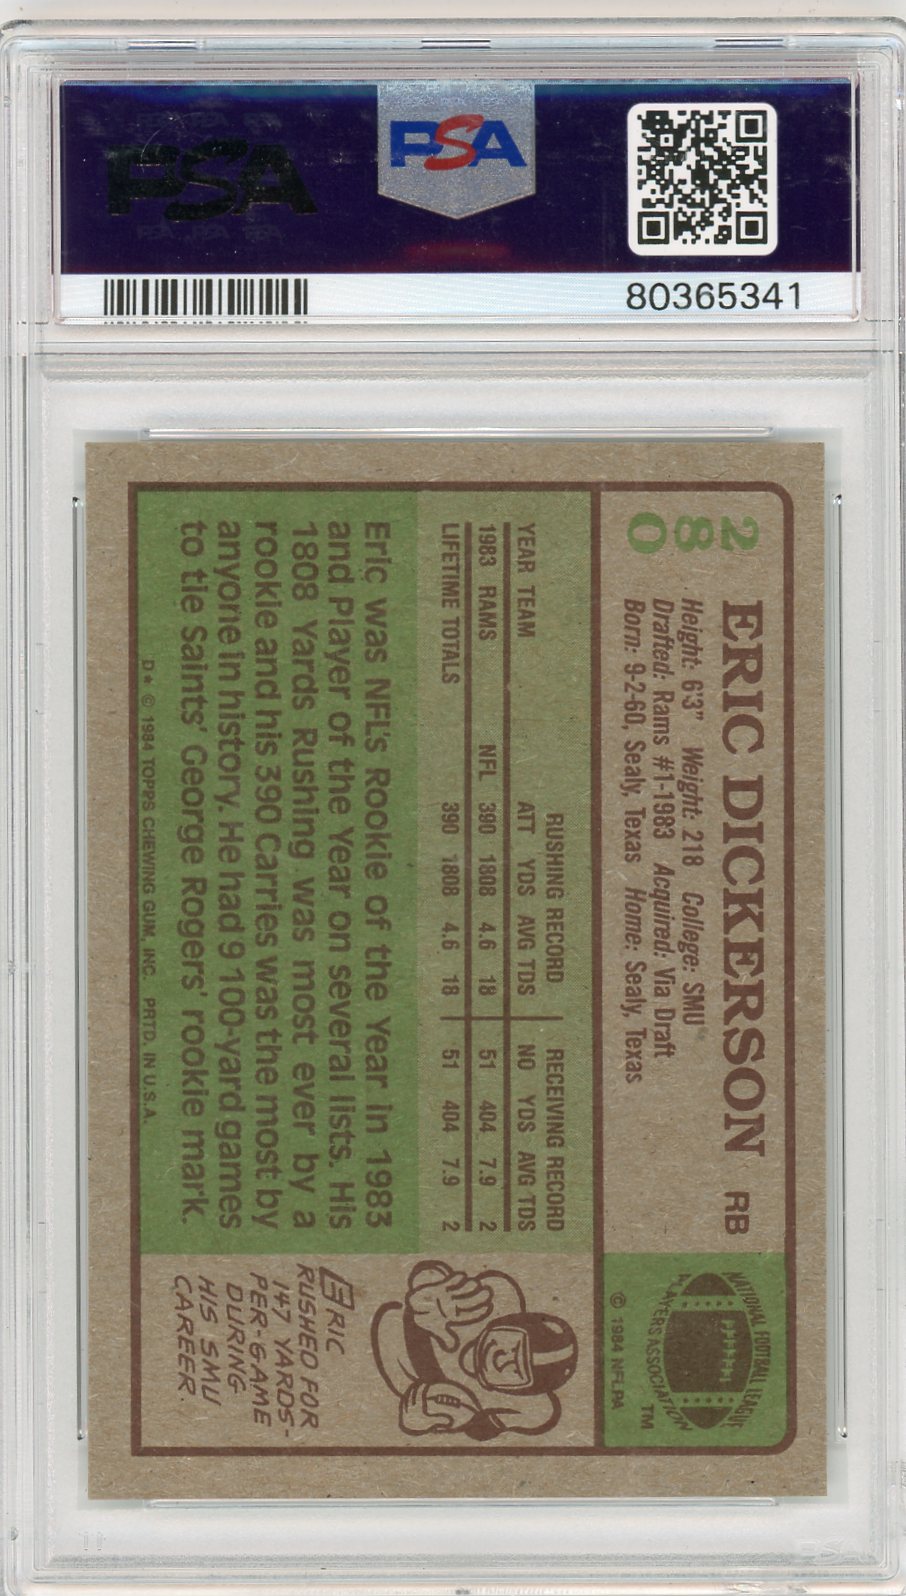 PSA
PSA
80365341
280
ERIC DICKERSON RB
Height: 6'3" Weight: 218 College: SMU
Drafted: Rams #1-1983 Acquired: Via Draft
Born: 9-2-60, Sealy, Texas Home: Sealy, Texas
NATIONAL FOOTBALL LEAGUE
PLAYERS ASSOCIATION
TM
© 1984 NFLPA
RUSHING RECORD RECEIVING RECORD
YEAR TEAM ATT YDS AVG TDS NO YDS AVG TDS
1983 RAMS NFL 390 1808 4.6 18 51 404 7.9 2
LIFETIME TOTALS 390 1808 4.6 18 51 404 7.9 2
Eric was NFL's Rookie of the Year in 1983
and Player of the Year on several lists. His
1808 Yards Rushing was most ever by a
rookie and his 390 Carries was the most by
anyone in history. He had 9 100-yard games
to tie Saints' George Rogers' rookie mark.
ERIC
RUSHED FOR
147 YARDS-
PER-GAME
DURING
HIS SMU
CAREER.
D* © 1984 TOPPS CHEWING GUM, INC. PRTD. IN U.S.A.